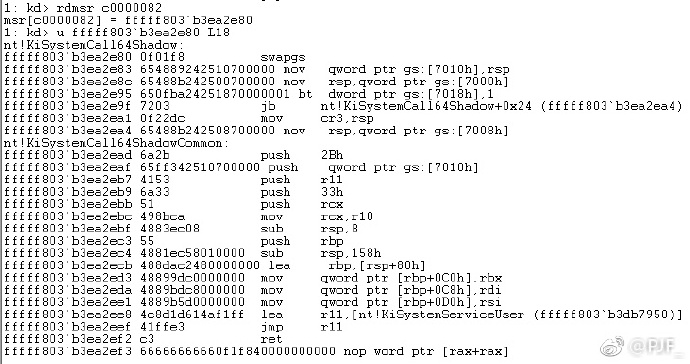 1: kd> rdmsr c0000082
msr[c0000082] = fffff803`b3ea2e80
1: kd> u fffff803`b3ea2e80 L18
nt!KiSystemCall64Shadow:
fffff803`b3ea2e80 0f01f8 swapgs
fffff803`b3ea2e83 654889242510700000 mov qword ptr gs:[7010h],rsp
fffff803`b3ea2e8c 65488b242500700000 mov rsp,qword ptr gs:[7000h]
fffff803`b3ea2e95 650fba24251870000001 bt dword ptr gs:[7018h],1
fffff803`b3ea2e9f 7203 jb nt!KiSystemCall64Shadow+0x24 (fffff803`b3ea2ea4)
fffff803`b3ea2ea1 0f22dc mov cr3,rsp
fffff803`b3ea2ea4 65488b242508700000 mov rsp,qword ptr gs:[7008h]
nt!KiSystemCall64ShadowCommon:
fffff803`b3ea2ead 6a2b push 2Bh
fffff803`b3ea2eaf 65ff342510700000 push qword ptr gs:[7010h]
fffff803`b3ea2eb7 4153 push r11
fffff803`b3ea2eb9 6a33 push 33h
fffff803`b3ea2ebb 51 push rcx
fffff803`b3ea2ebc 498bca mov rcx,r10
fffff803`b3ea2ebf 4883ec08 sub rsp,8
fffff803`b3ea2ec3 55 push rbp
fffff803`b3ea2ec4 4881ec58010000 sub rsp,158h
fffff803`b3ea2ecb 488dac2480000000 lea rbp,[rsp+80h]
fffff803`b3ea2ed3 48899dc0000000 mov qword ptr [rbp+0C0h],rbx
fffff803`b3ea2eda 4889bdc8000000 mov qword ptr [rbp+0C8h],rdi
fffff803`b3ea2ee1 4889b5d0000000 mov qword ptr [rbp+0D0h],rsi
fffff803`b3ea2ee8 4c8d1d614af1ff lea r11,[nt!KiSystemServiceUser (fffff803`b3db7950)]
fffff803`b3ea2eef 41ffe3 jmp r11
fffff803`b3ea2ef2 c3 ret
fffff803`b3ea2ef3 66666666660f1f840000000000 nop word ptr [rax+rax]
@PJF_